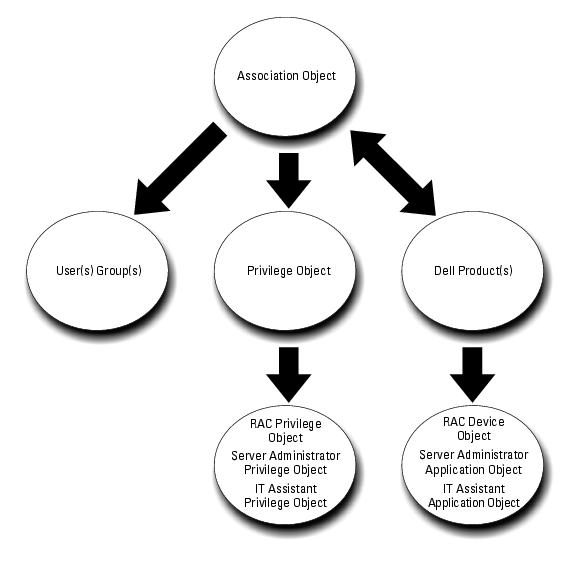 Association Object
User(s) Group(s)
Privilege Object
Dell Product(s)
RAC Privilege
Object
Server Administrator
Privilege Object
IT Assistant
Privilege Object
RAC Device
Object
Server Administrator
Application Object
IT Assistant
Application Object